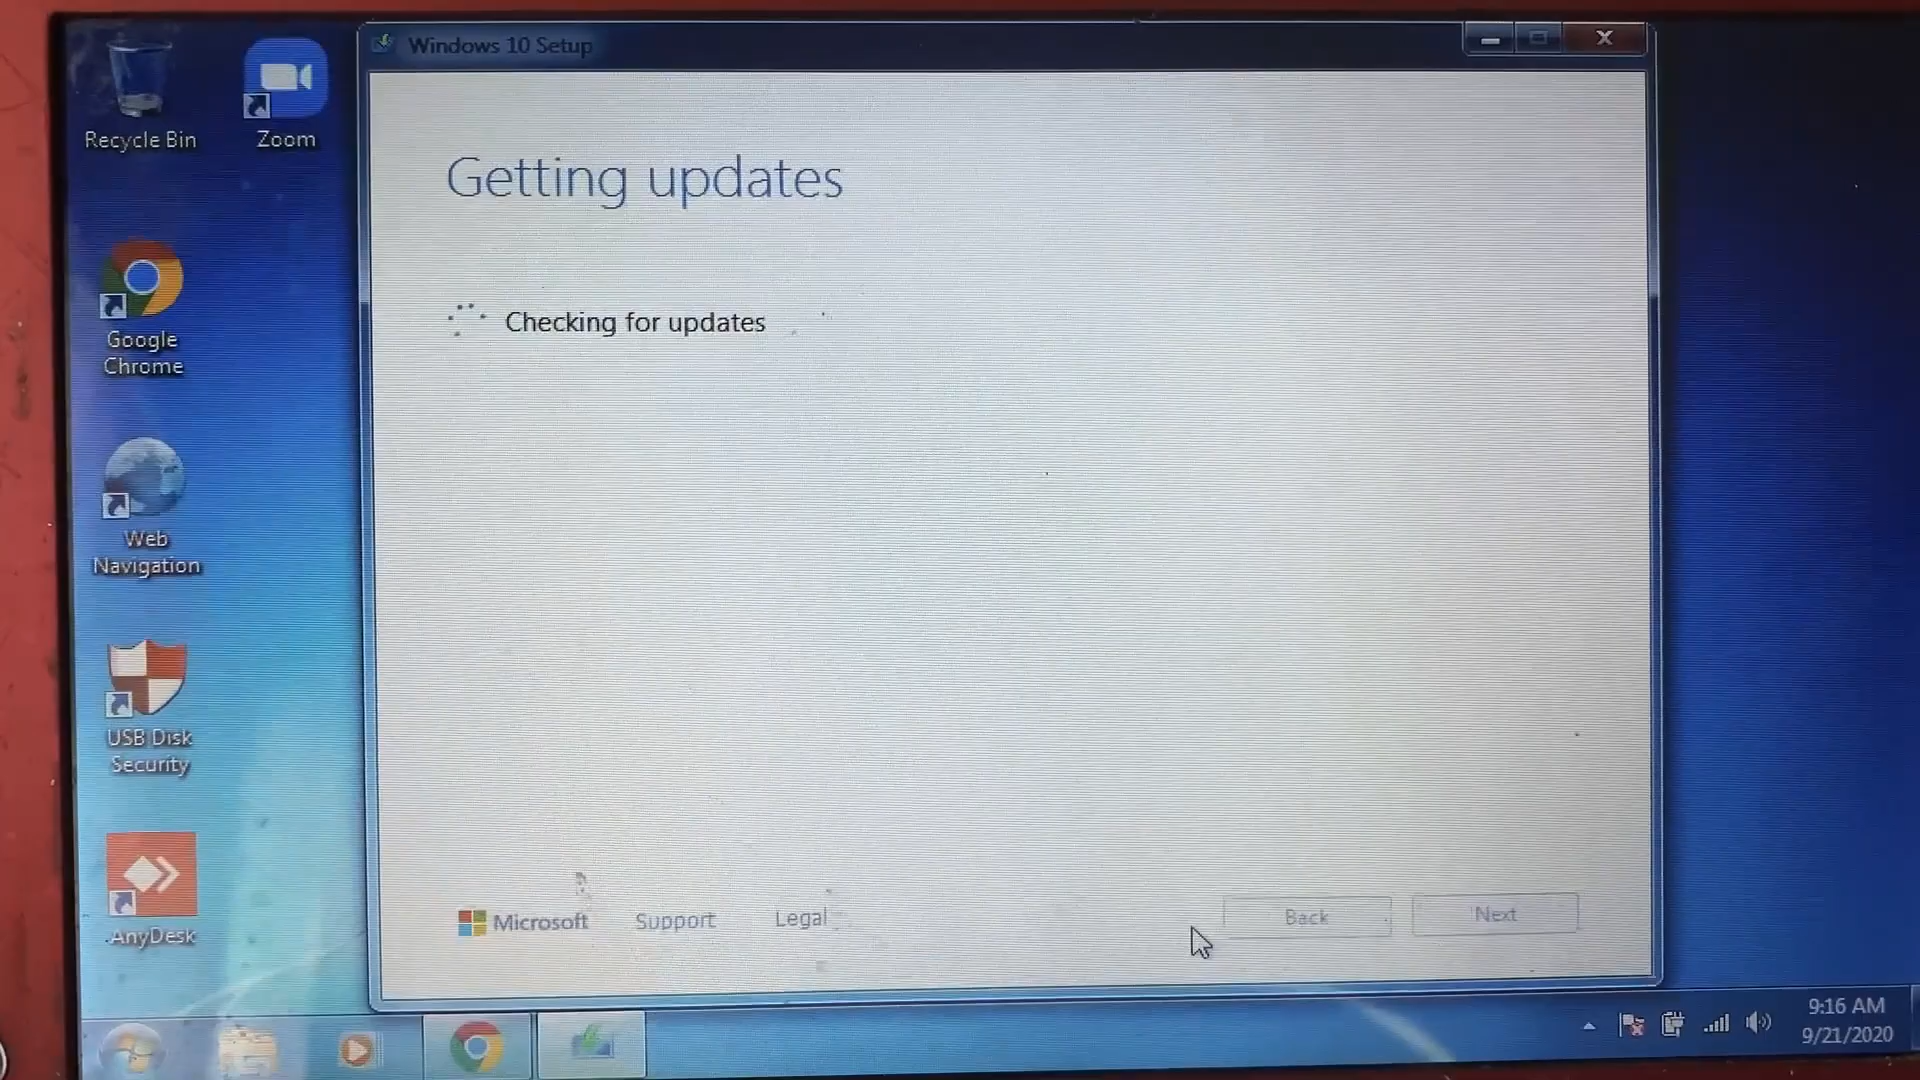 Windows 10 Setup
Recycle Bin
Zoom
Getting updates
Google
Chrome
Checking for updates
Web
Navigation
USB Disk
Security
AnyDesk
Microsoft
Support
Legal
Back
Next
9:16 AM
9/21/2020